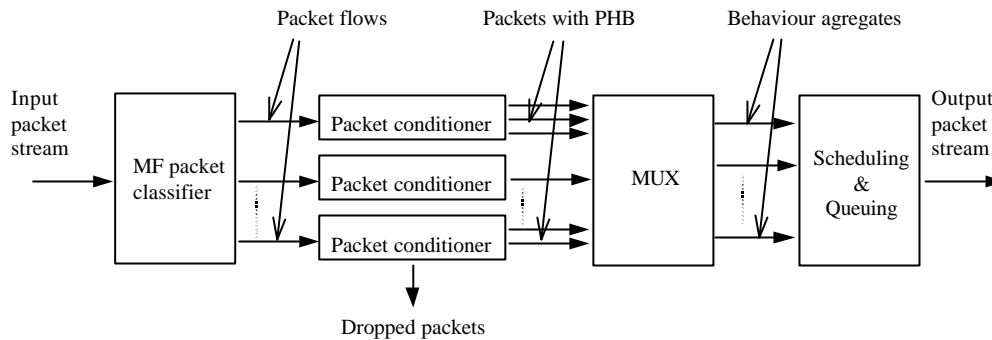 Packet flows
Packets with PHB
Behaviour agregates
Input
packet
stream
MF packet
classifier
Packet conditioner
Packet conditioner
Packet conditioner
MUX
Scheduling
&
Queuing
Output
packet
stream
Dropped packets